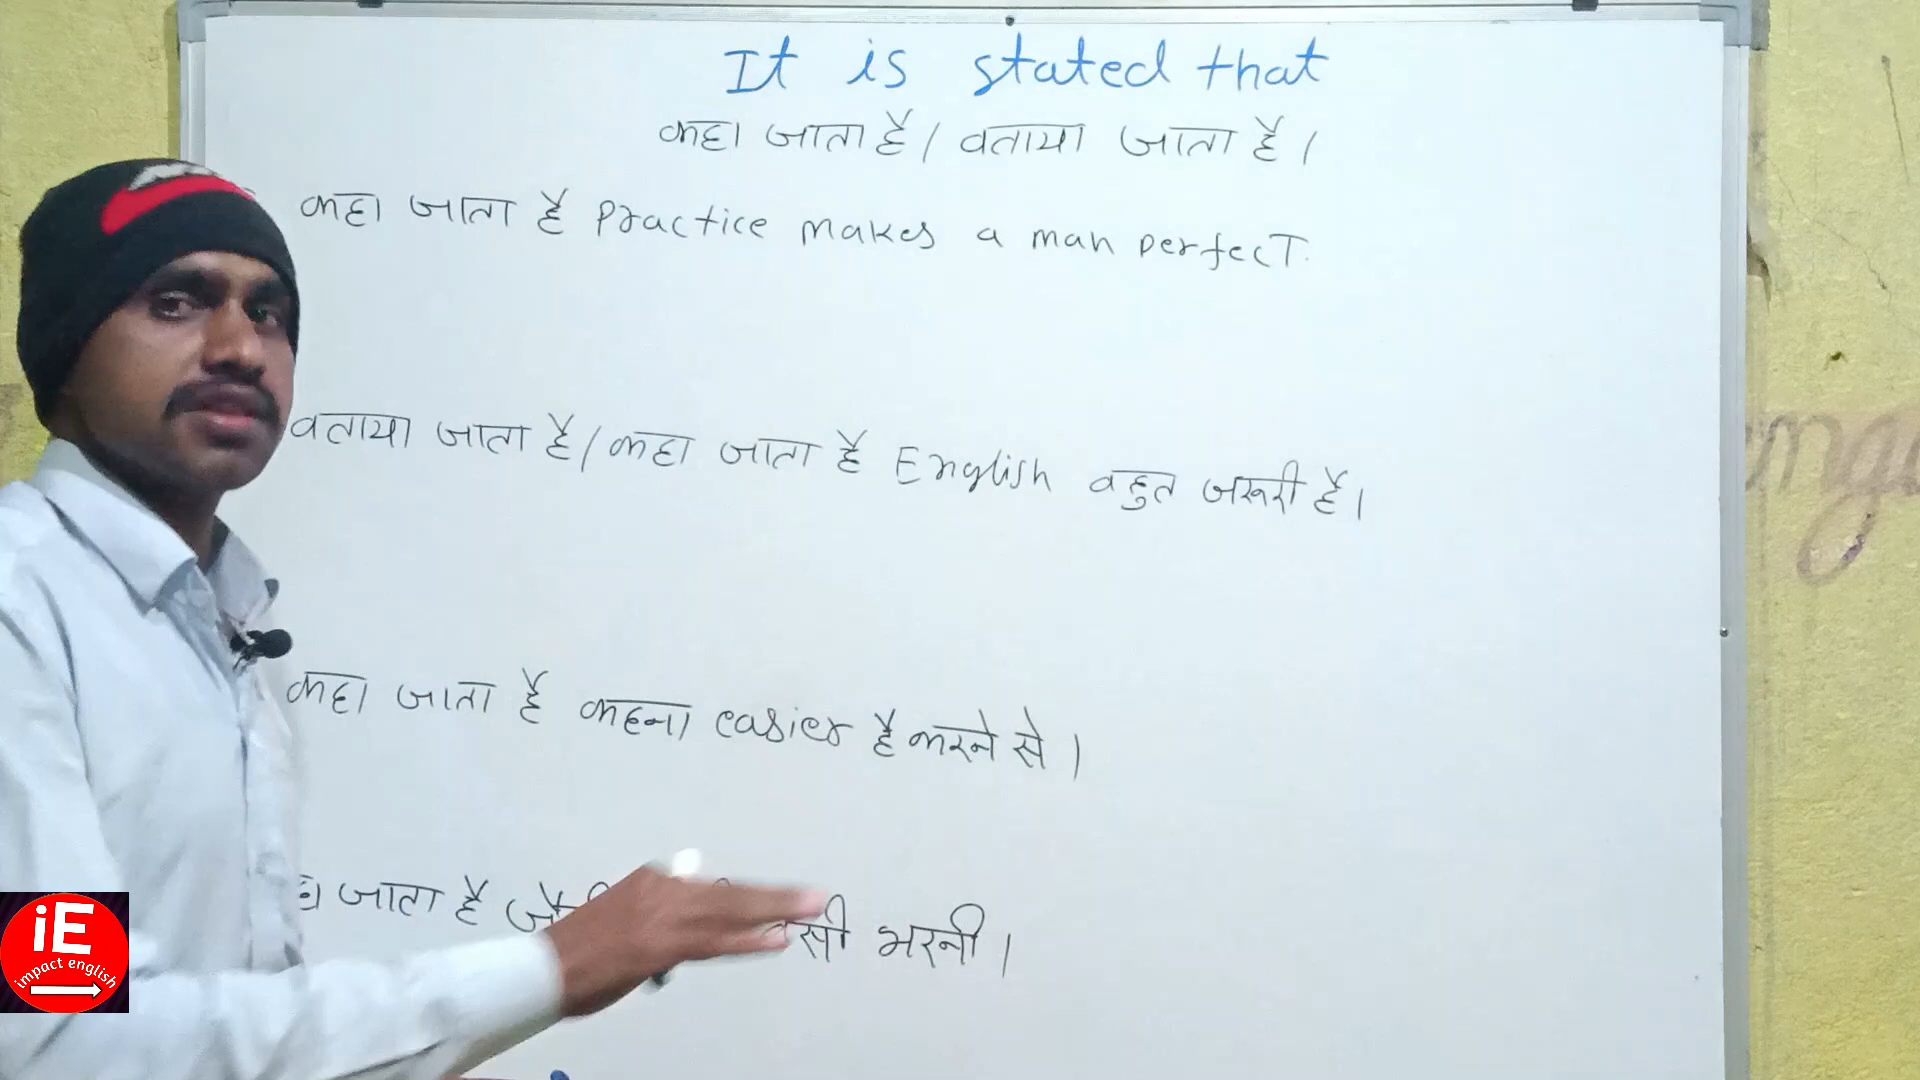 It is stated that
कहा जाता है / बताया जाता है।
कहा जाता है Practice makes a man perfect.
बताया जाता है / कहा जाता है English बहुत जरूरी है।
कहा जाता है कहना easier है करने से।
जाता है भरनी।
iE
impact english